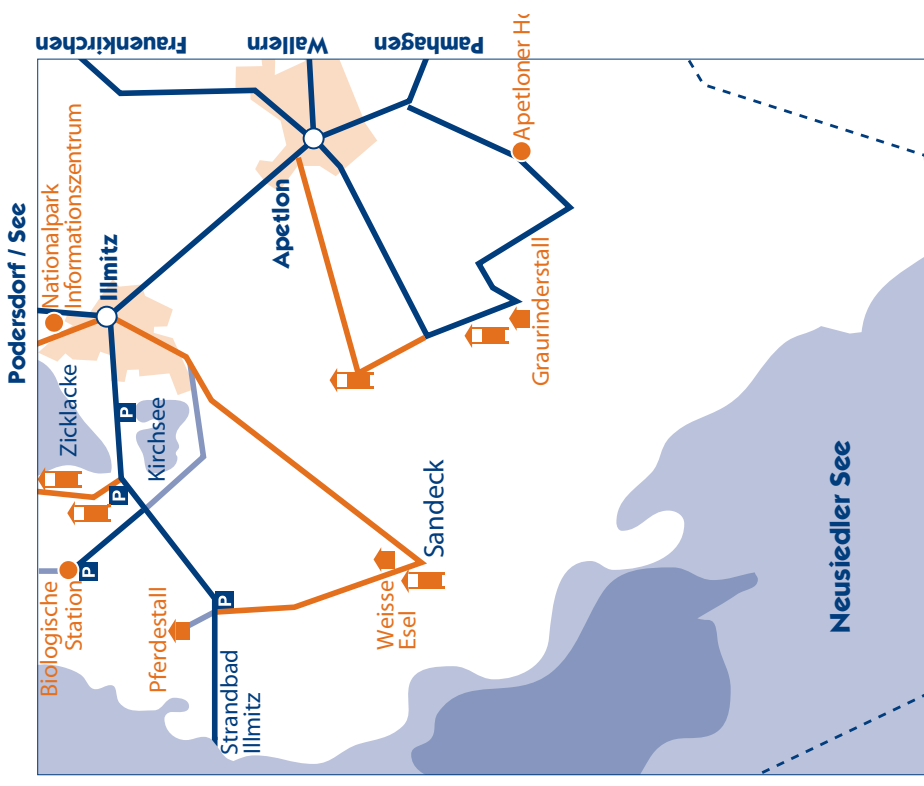 Frauenkirchen
Wallern
Pamhagen
Podersdorf / See
Nationalpark
Informationszentrum
Illmitz
Apetlon
Apetloner
Zicklacke
Kirchsee
P
P
P
P
Graurinderstall
Sandeck
Biologische
Station
Pferdestall
Weisse
Esel
Strandbad
Illmitz
Neusiedler See